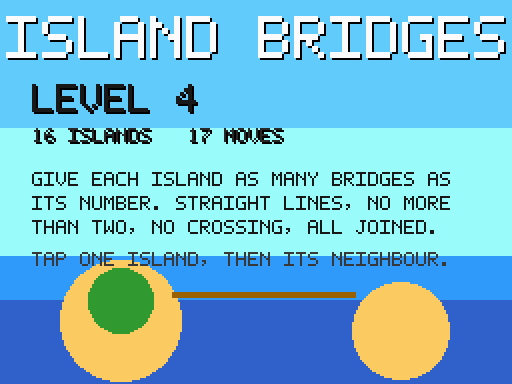 ISLAND BRIDGES
LEVEL 4
16 ISLANDS 17 MOVES
GIVE EACH ISLAND AS MANY BRIDGES AS
ITS NUMBER. STRAIGHT LINES, NO MORE
THAN TWO, NO CROSSING, ALL JOINED.
TAP ONE ISLAND, THEN ITS NEIGHBOUR.